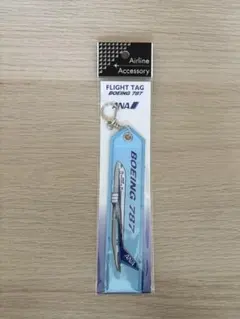 Airline
Accessory
FLIGHT TAG
BOEING 787
ANA
BOEING 787